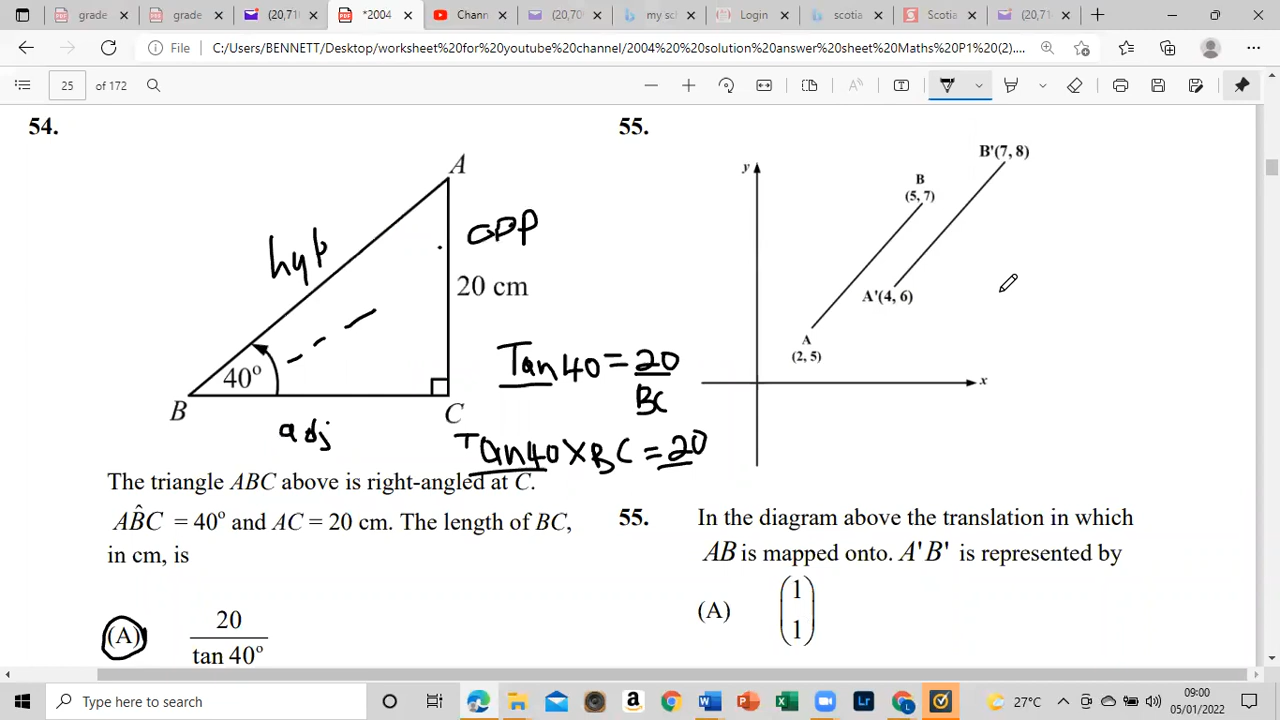 grade
(20,71
*2004
Chann
(20,70
my scl
Login
scotia
Scotia
(20,71
File
C:/Users/BENNETT/Desktop/worksheet%20for%20youtube%20channel/2004%20%20solution%20answer%20sheet%20Maths%20P1%20(2)....
25 of 172
54.
A
hyp
opp
20 cm
40°
B
C
adj
Tan 40 = 20
BC
Tan40 X BC = 20
The triangle ABC above is right-angled at C.
AB̂C = 40° and AC = 20 cm. The length of BC,
in cm, is
(A) 20
tan 40°
55.
B'(7, 8)
y
B
(5, 7)
A'(4, 6)
A
(2, 5)
x
55. In the diagram above the translation in which
AB is mapped onto. A'B' is represented by
(A) (1
1)
Type here to search
27°C
09:00
05/01/2022